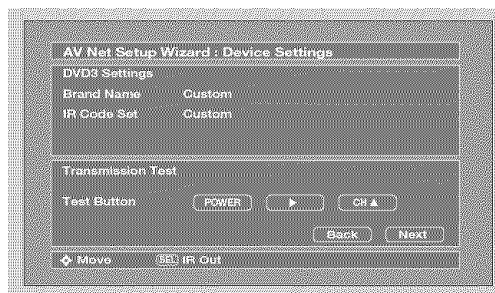 AV Net Setup Wizard : Device Settings
DVD3 Settings
Brand Name Custom
IR Code Set Custom
Transmission Test
Test Button POWER ▶ CH ▲
Back Next
Move SEL IR Out